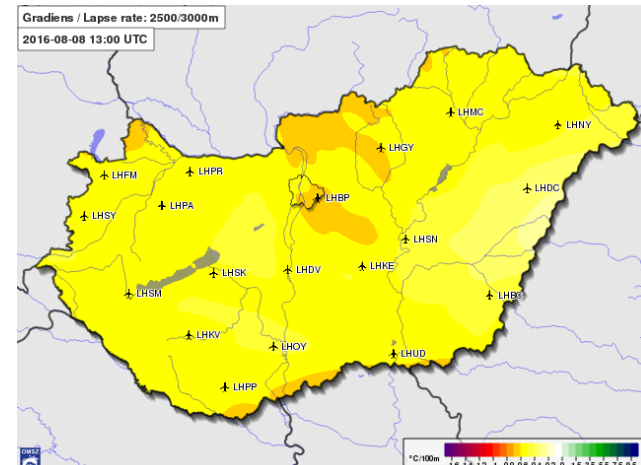 Gradiens / Lapse rate: 2500/3000m
2016-08-08 13:00 UTC
LHMC
LHNY
LHGY
LHFM
LHPR
LHDC
LHBP
LHPA
LHSY
LHSN
LHKE
LHDV
LHSK
LHSM
LHBC
LHKV
LHOY
LHUD
LHPP
OMSZ
°C/100m